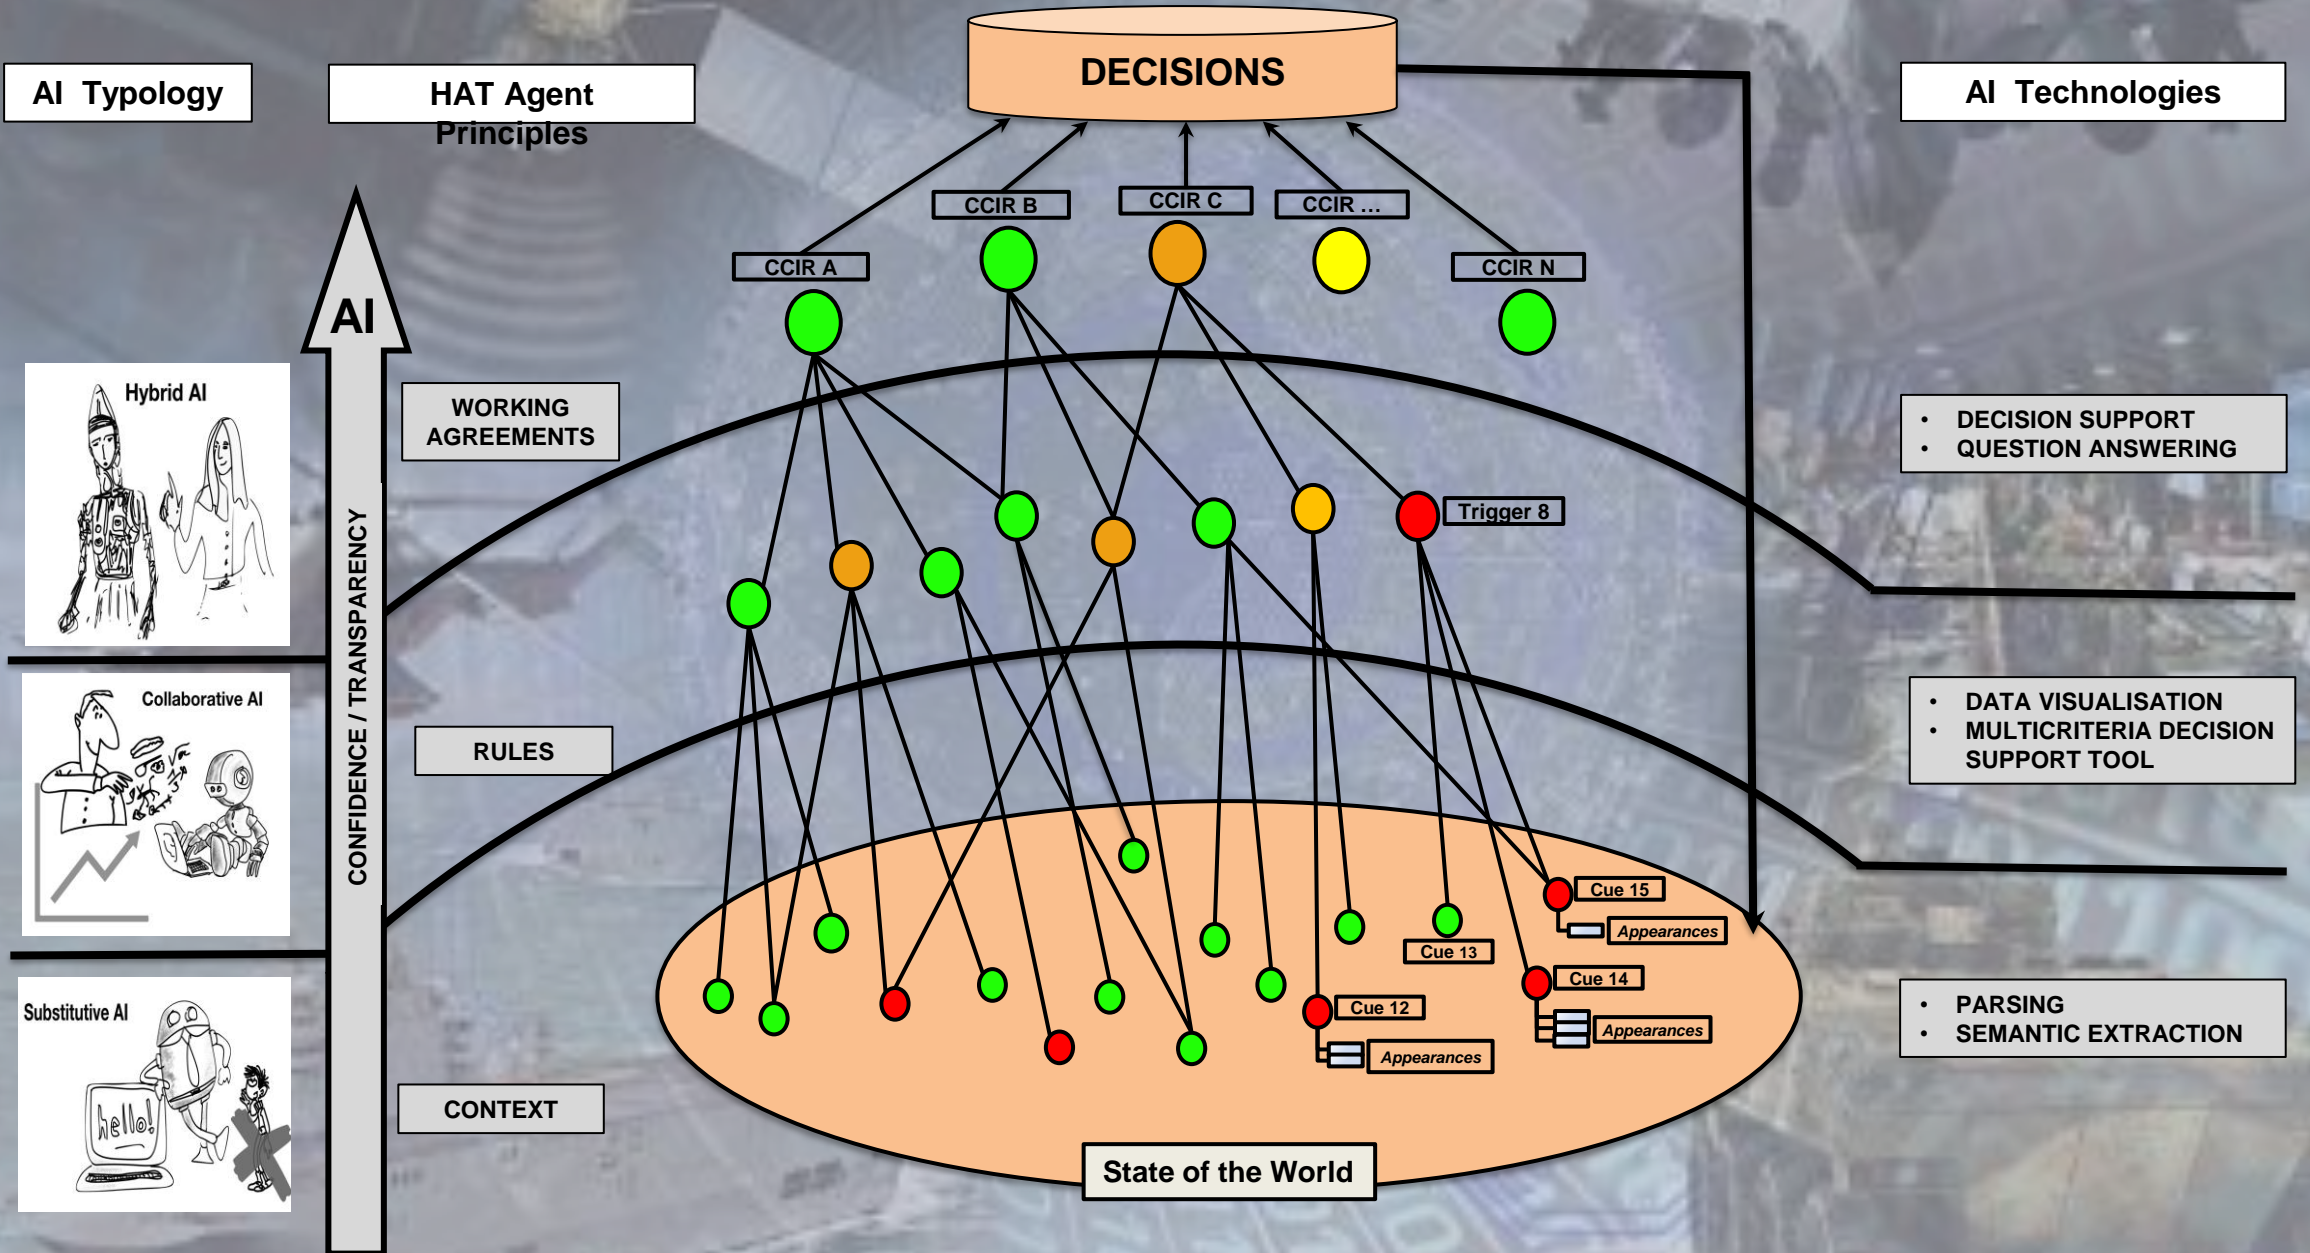 DECISIONS
AI Typology
HAT Agent
Principles
AI Technologies
CCIR A
CCIR B
CCIR C
CCIR ...
CCIR N
AI
CONFIDENCE / TRANSPARENCY
Hybrid AI
WORKING
AGREEMENTS
• DECISION SUPPORT
• QUESTION ANSWERING
Trigger 8
Collaborative AI
RULES
• DATA VISUALISATION
• MULTICRITERIA DECISION
SUPPORT TOOL
Cue 15
Appearances
Cue 13
Cue 14
Appearances
Cue 12
Appearances
Substitutive AI
hello!
CONTEXT
• PARSING
• SEMANTIC EXTRACTION
State of the World